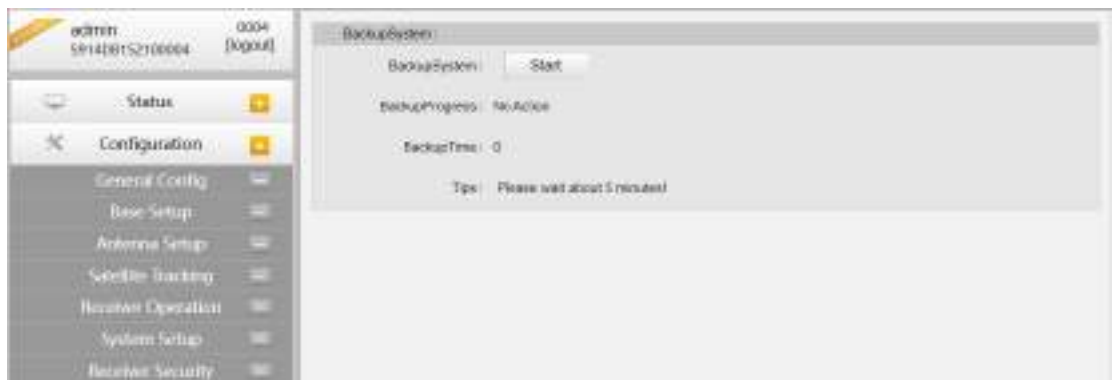 admin
0004
[logout]
Status
Configuration
General Config
Base Setup
Antenna Setup
Satellite Tracking
Receiver Operation
System Setup
Receiver Security
BackupSystem:
BackupSystem: Start
BackupProgress: No Action
BackupTime: 0
Tips: Please wait about 5 minutes!